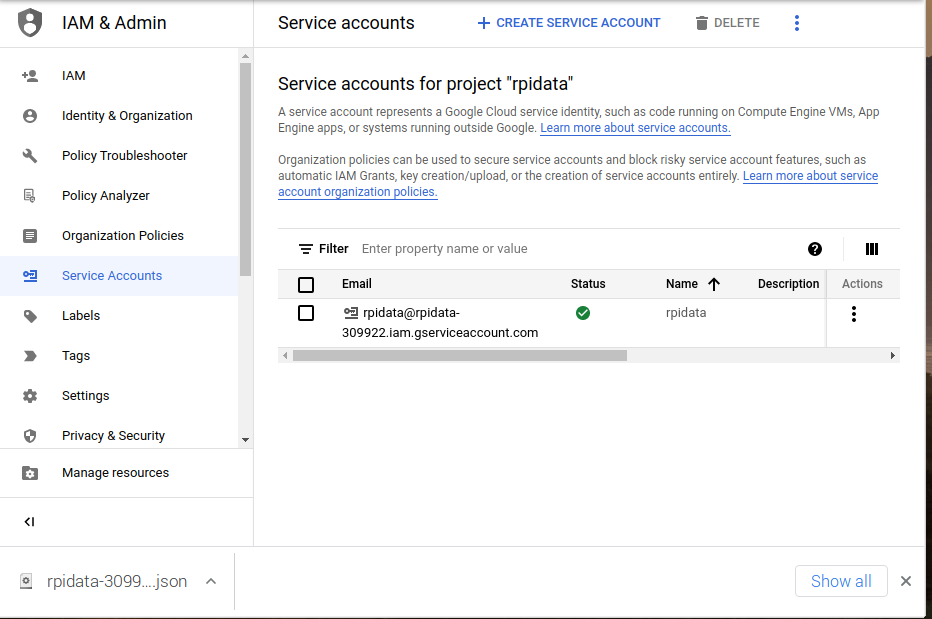 IAM & Admin
IAM
Identity & Organization
Policy Troubleshooter
Policy Analyzer
Organization Policies
Service Accounts
Labels
Tags
Settings
Privacy & Security
Manage resources
Service accounts
CREATE SERVICE ACCOUNT
DELETE
Service accounts for project "rpidata"
A service account represents a Google Cloud service identity, such as code running on Compute Engine VMs, App
Engine apps, or systems running outside Google. Learn more about service accounts.
Organization policies can be used to secure service accounts and block risky service account features, such as
automatic IAM Grants, key creation/upload, or the creation of service accounts entirely. Learn more about service
account organization policies.
Filter Enter property name or value
Email Status Name Description Actions
rpidata@rpidata- rpidata
309922.iam.gserviceaccount.com
rpidata-3099....json
Show all